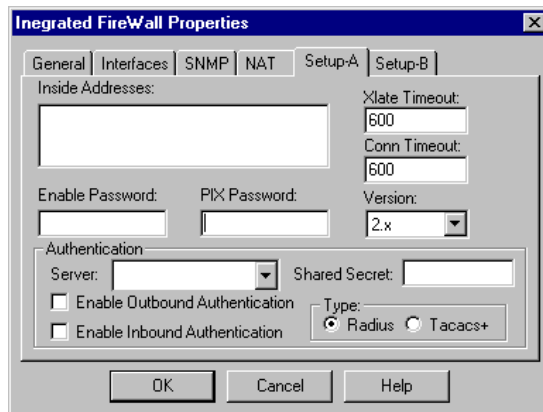 Inegrated FireWall Properties
General Interfaces SNMP NAT Setup-A Setup-B
Inside Addresses:
Xlate Timeout:
600
Conn Timeout:
600
Enable Password: PIX Password: Version:
2.x
Authentication
Server: Shared Secret:
Enable Outbound Authentication
Type:
Radius Tacacs+
Enable Inbound Authentication
OK Cancel Help